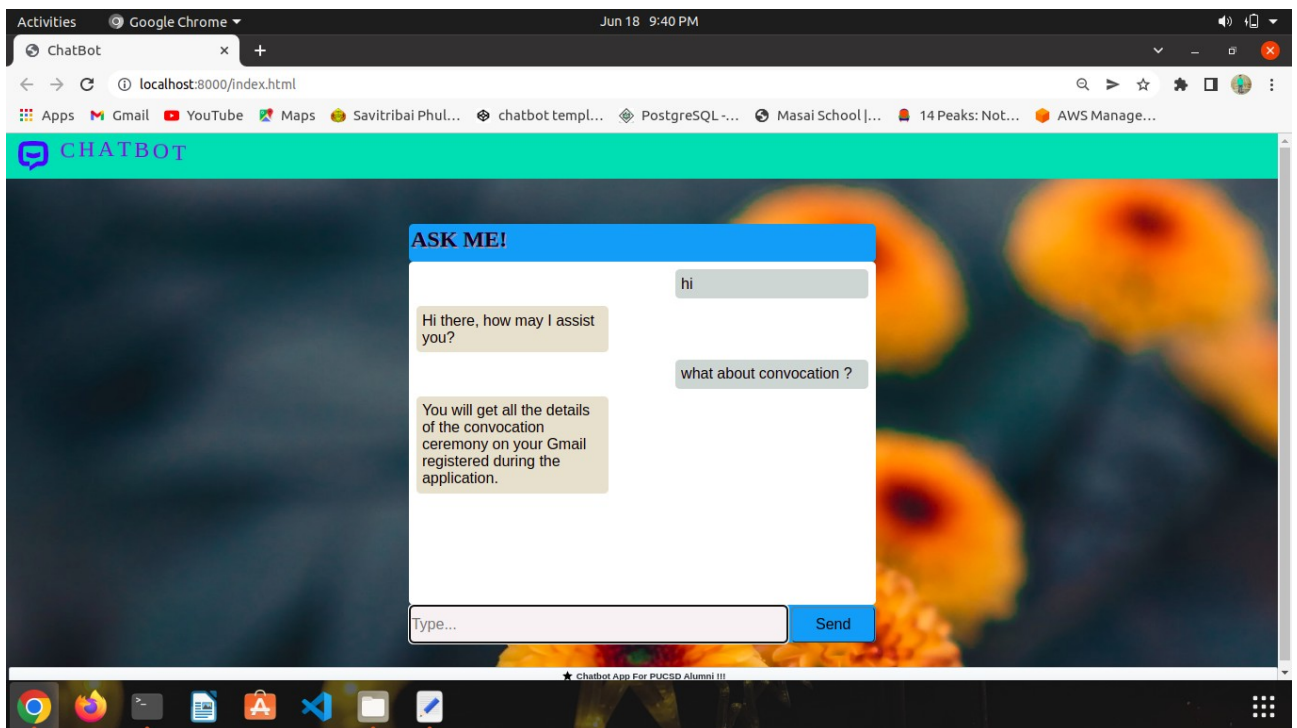 Activities Google Chrome Jun 18 9:40 PM
ChatBot
localhost:8000/index.html
Apps Gmail YouTube Maps Savitribai Phul... chatbot templ... PostgreSQL -... Masai School |... 14 Peaks: Not... AWS Manage...
CHATBOT
ASK ME!
hi
Hi there, how may I assist
you?
what about convocation ?
You will get all the details
of the convocation
ceremony on your Gmail
registered during the
application.
Type... Send
★ Chatbot App For PUCSD Alumni !!!